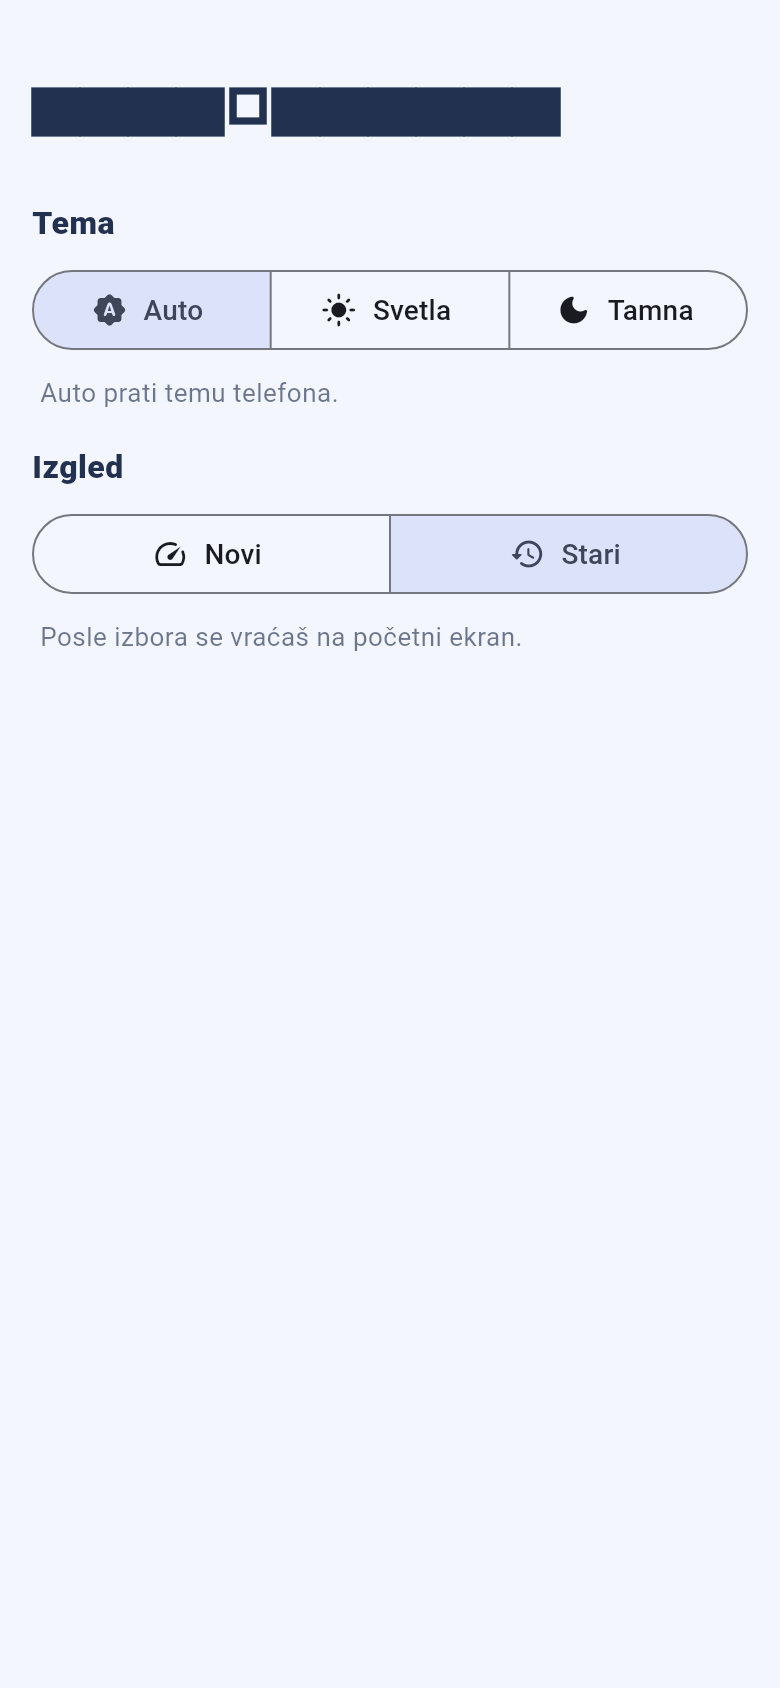 Tema
Auto
Svetla
Tamna
Auto prati temu telefona.
Izgled
Novi
Stari
Posle izbora se vraćaš na početni ekran.